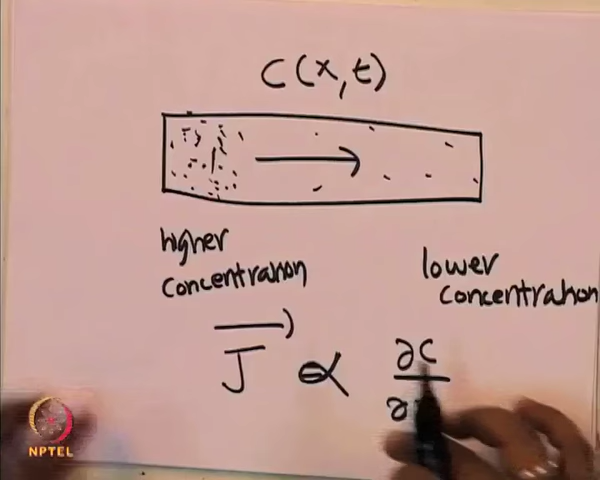 C(x,t)
higher
concentration
lower
concentration
J ∝ ∂C
∂
NPTEL